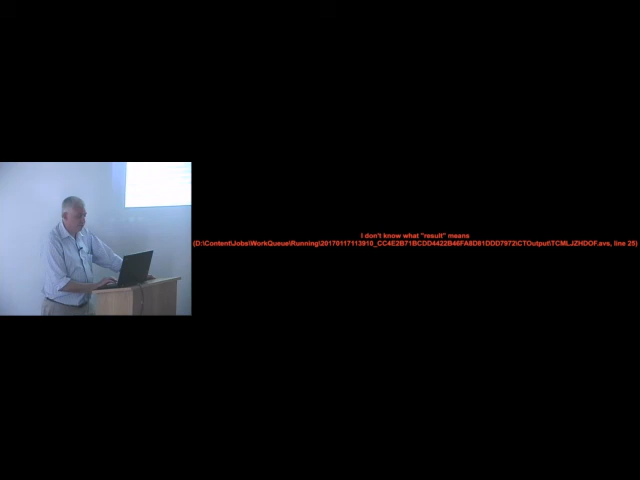 I don't know what "result" means
(D:\Content\Jobs\WorkQueue\Running\20170117113910_CC4E2B71BCDD4422B46FA8D81DDD7972\CTOutput\TCMLJZHDOF.avs, line 25)